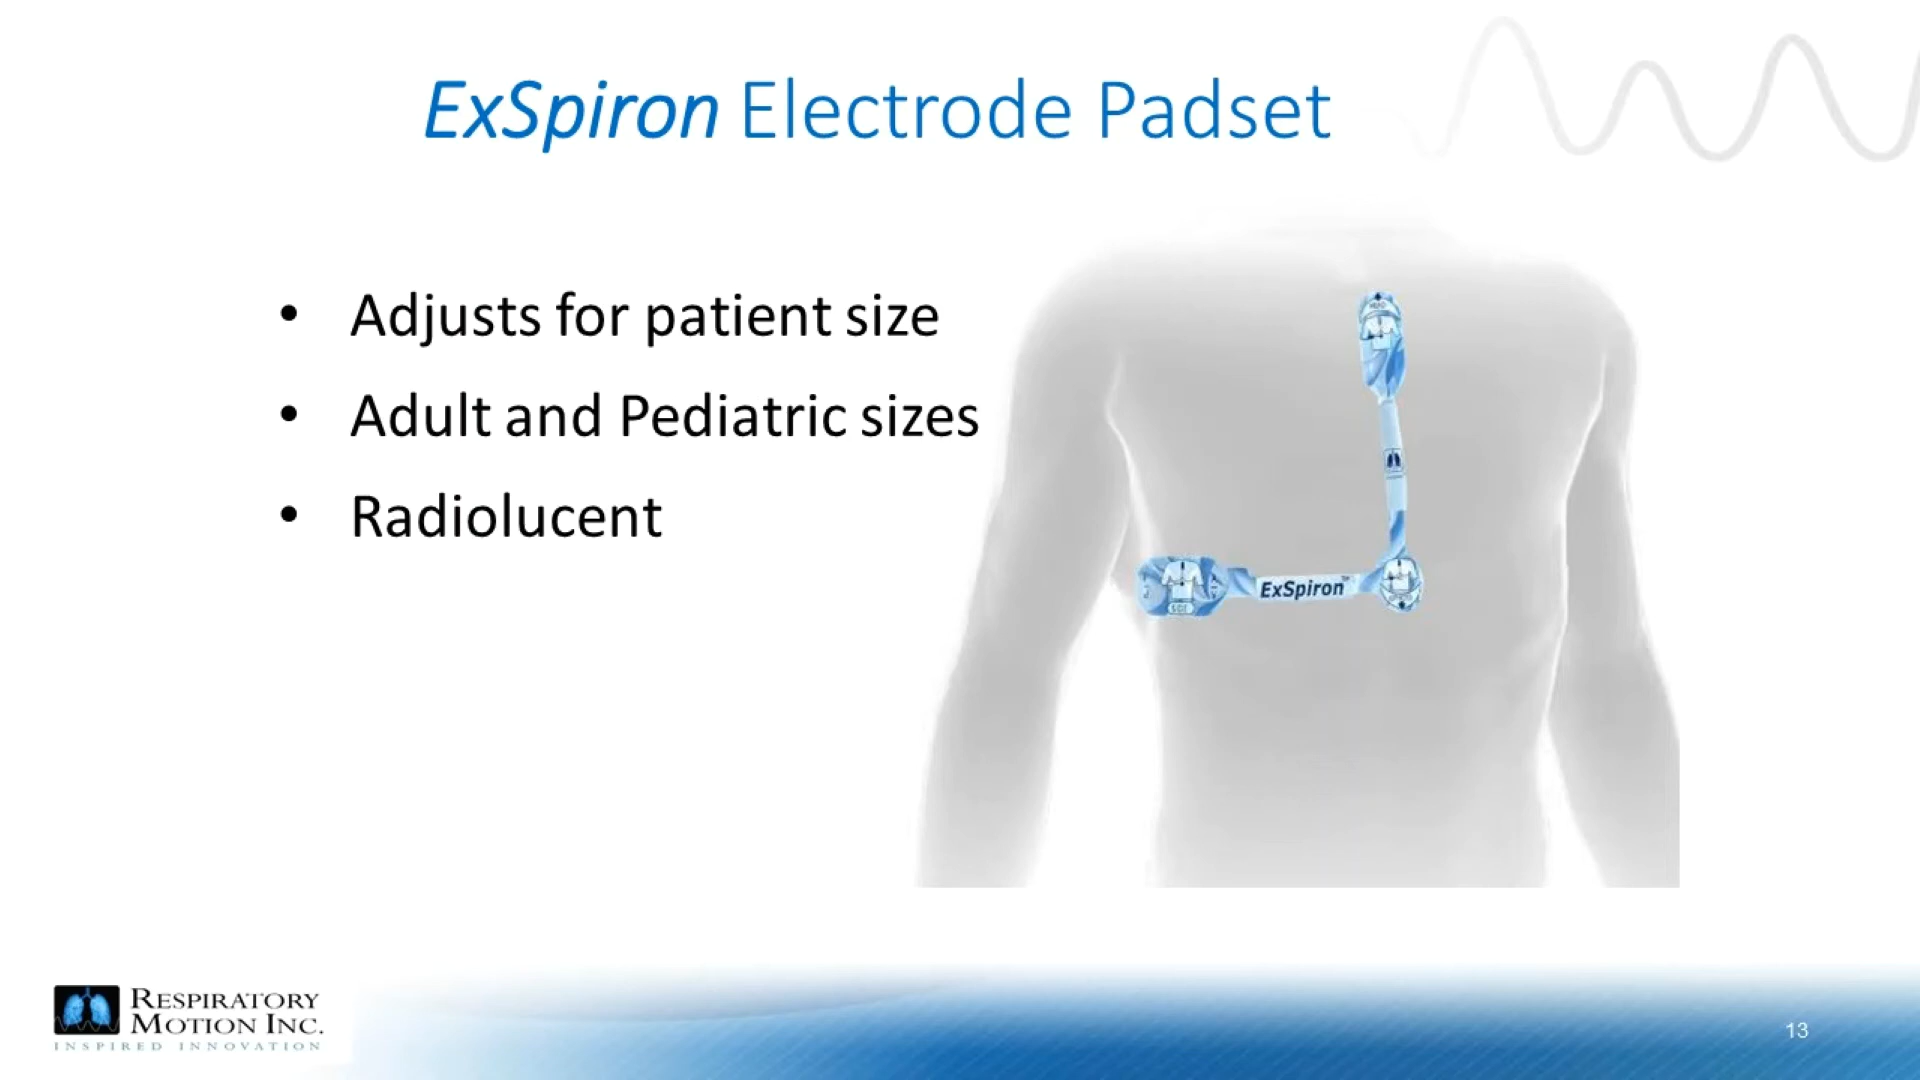 ExSpiron Electrode Padset
• Adjusts for patient size
• Adult and Pediatric sizes
• Radiolucent
ExSpiron
RESPIRATORY
MOTION INC.
INSPIRED INNOVATION
13